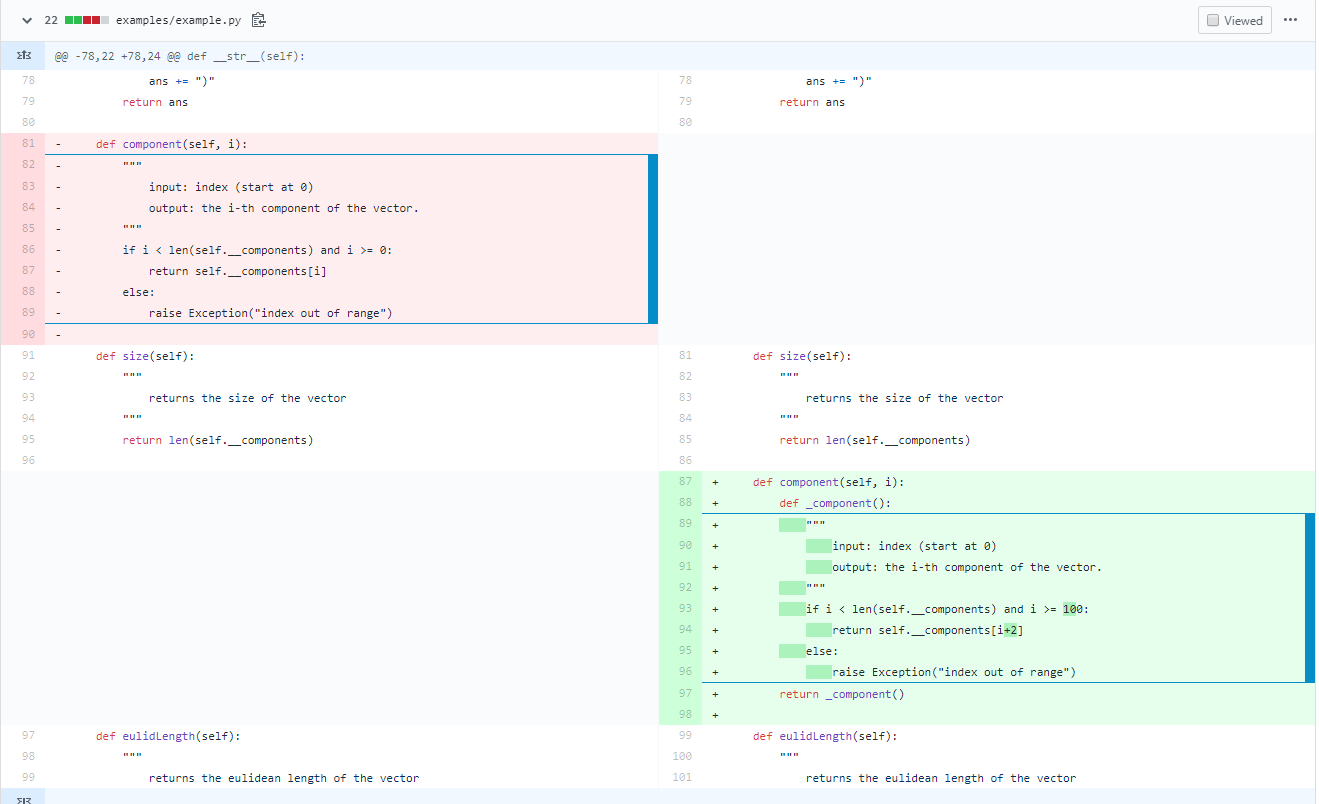 22 examples/example.py Viewed ...
@@ -78,22 +78,24 @@ def __str__(self):
78 ans += ")"
79 return ans
80
81 - def component(self, i):
82 - """
83 - input: index (start at 0)
84 - output: the i-th component of the vector.
85 - """
86 - if i < len(self.__components) and i >= 0:
87 - return self.__components[i]
88 - else:
89 - raise Exception("index out of range")
90 -
91 def size(self):
92 """
93 returns the size of the vector
94 """
95 return len(self.__components)
96
97 def eulidLength(self):
98 """
99 returns the eulidean length of the vector
78 ans += ")"
79 return ans
80
81 def size(self):
82 """
83 returns the size of the vector
84 """
85 return len(self.__components)
86
87 + def component(self, i):
88 + def _component():
89 + """
90 + input: index (start at 0)
91 + output: the i-th component of the vector.
92 + """
93 + if i < len(self.__components) and i >= 100:
94 + return self.__components[i+2]
95 + else:
96 + raise Exception("index out of range")
97 + return _component()
98 +
99 def eulidLength(self):
100 """
101 returns the eulidean length of the vector